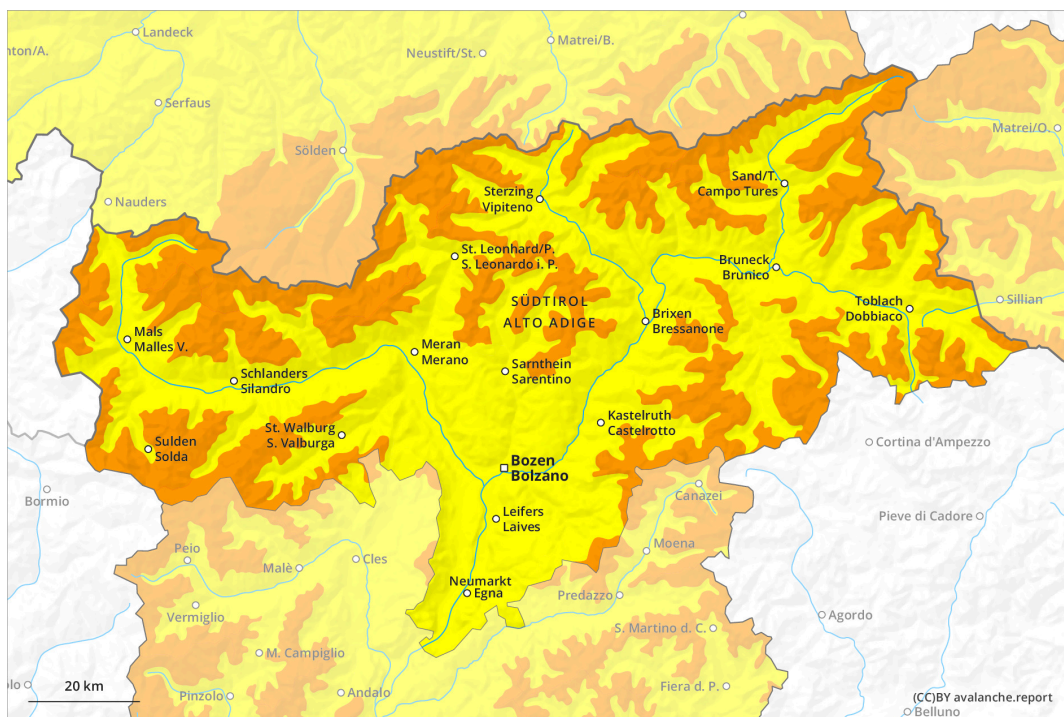 Landeck
nton/A.
Neustift/St.
Matrei/B.
Serfaus
Sölden
Matrei/O.
Nauders
Sterzing
Vipiteno
Sand/T.
Campo Tures
St. Leonhard/P.
S. Leonardo i. P.
Bruneck
Brunico
SÜDTIROL
ALTO ADIGE
Toblach
Dobbiaco
Sillian
Brixen
Bressanone
Mals
Malles V.
Meran
Merano
Sarnthein
Sarentino
Schlanders
Silandro
Kastelruth
Castelrotto
St. Walburg
S. Valburga
Sulden
Solda
Cortina d'Ampezzo
Bozen
Bolzano
Bormio
Canazei
Leifers
Laives
Pieve di Cadore
Peio
Moena
Cles
Malè
Neumarkt
Egna
Predazzo
Vermiglio
Agordo
S. Martino d. C.
M. Campiglio
20 km
Pinzolo
Andalo
Fiera d. P.
olo
(CC)BY avalanche.report
Belluno